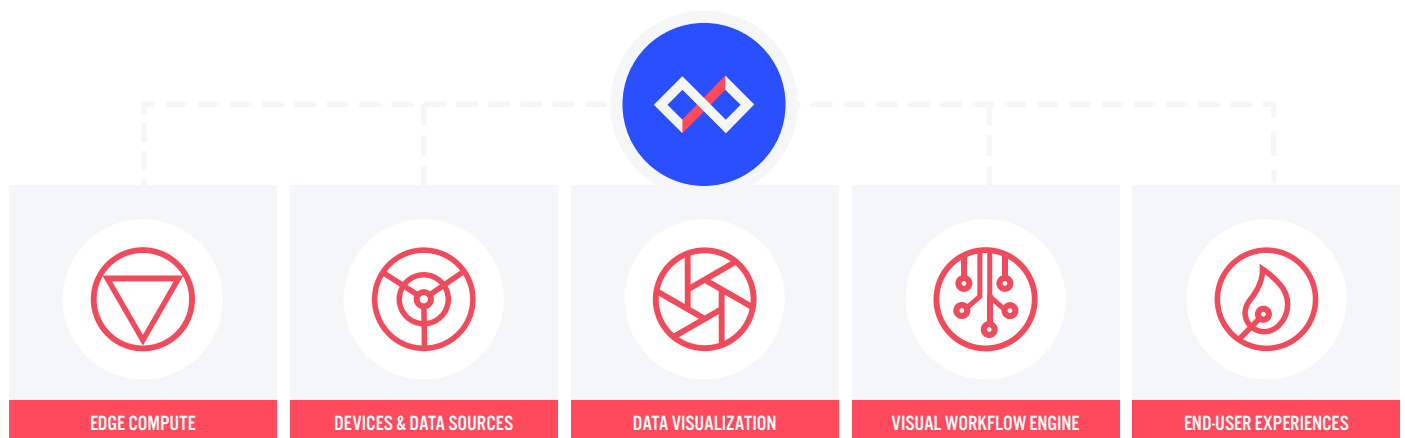 EDGE COMPUTE
DEVICES & DATA SOURCES
DATA VISUALIZATION
VISUAL WORKFLOW ENGINE
END-USER EXPERIENCES